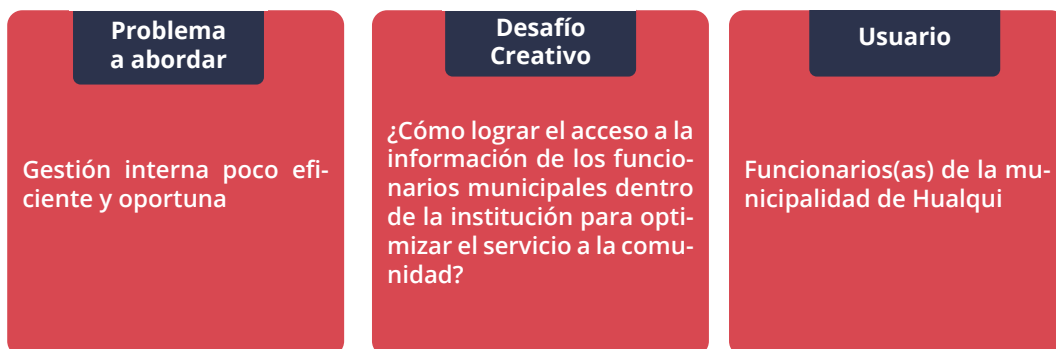 Problema
a abordar
Gestión interna poco efi-
ciente y oportuna
Desafío
Creativo
¿Cómo lograr el acceso a la
información de los funcio-
narios municipales dentro
de la institución para opti-
mizar el servicio a la comu-
nidad?
Usuario
Funcionarios(as) de la mu-
nicipalidad de Hualqui